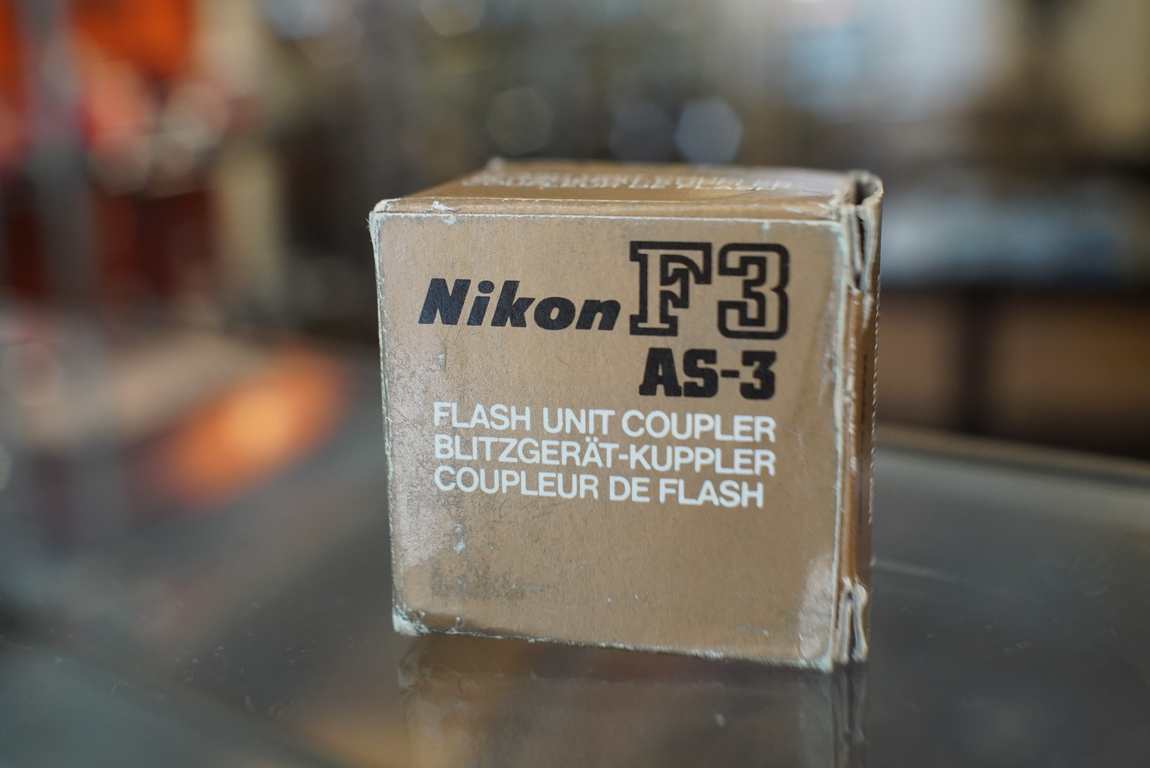 Nikon F3
AS-3
FLASH UNIT COUPLER
BLITZGERÄT-KUPPLER
COUPLEUR DE FLASH